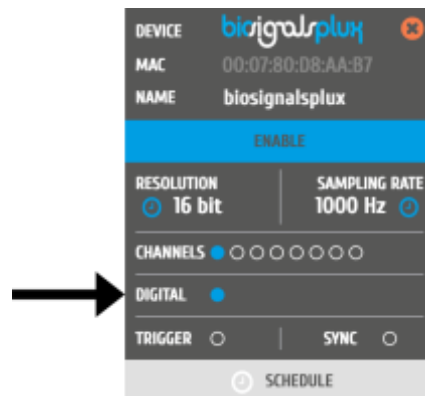 DEVICE biosignalsplux
MAC 00:07:80:D8:AA:B7
NAME biosignalsplux
ENABLE
RESOLUTION SAMPLING RATE
16 bit 1000 Hz
CHANNELS
DIGITAL
TRIGGER SYNC
SCHEDULE